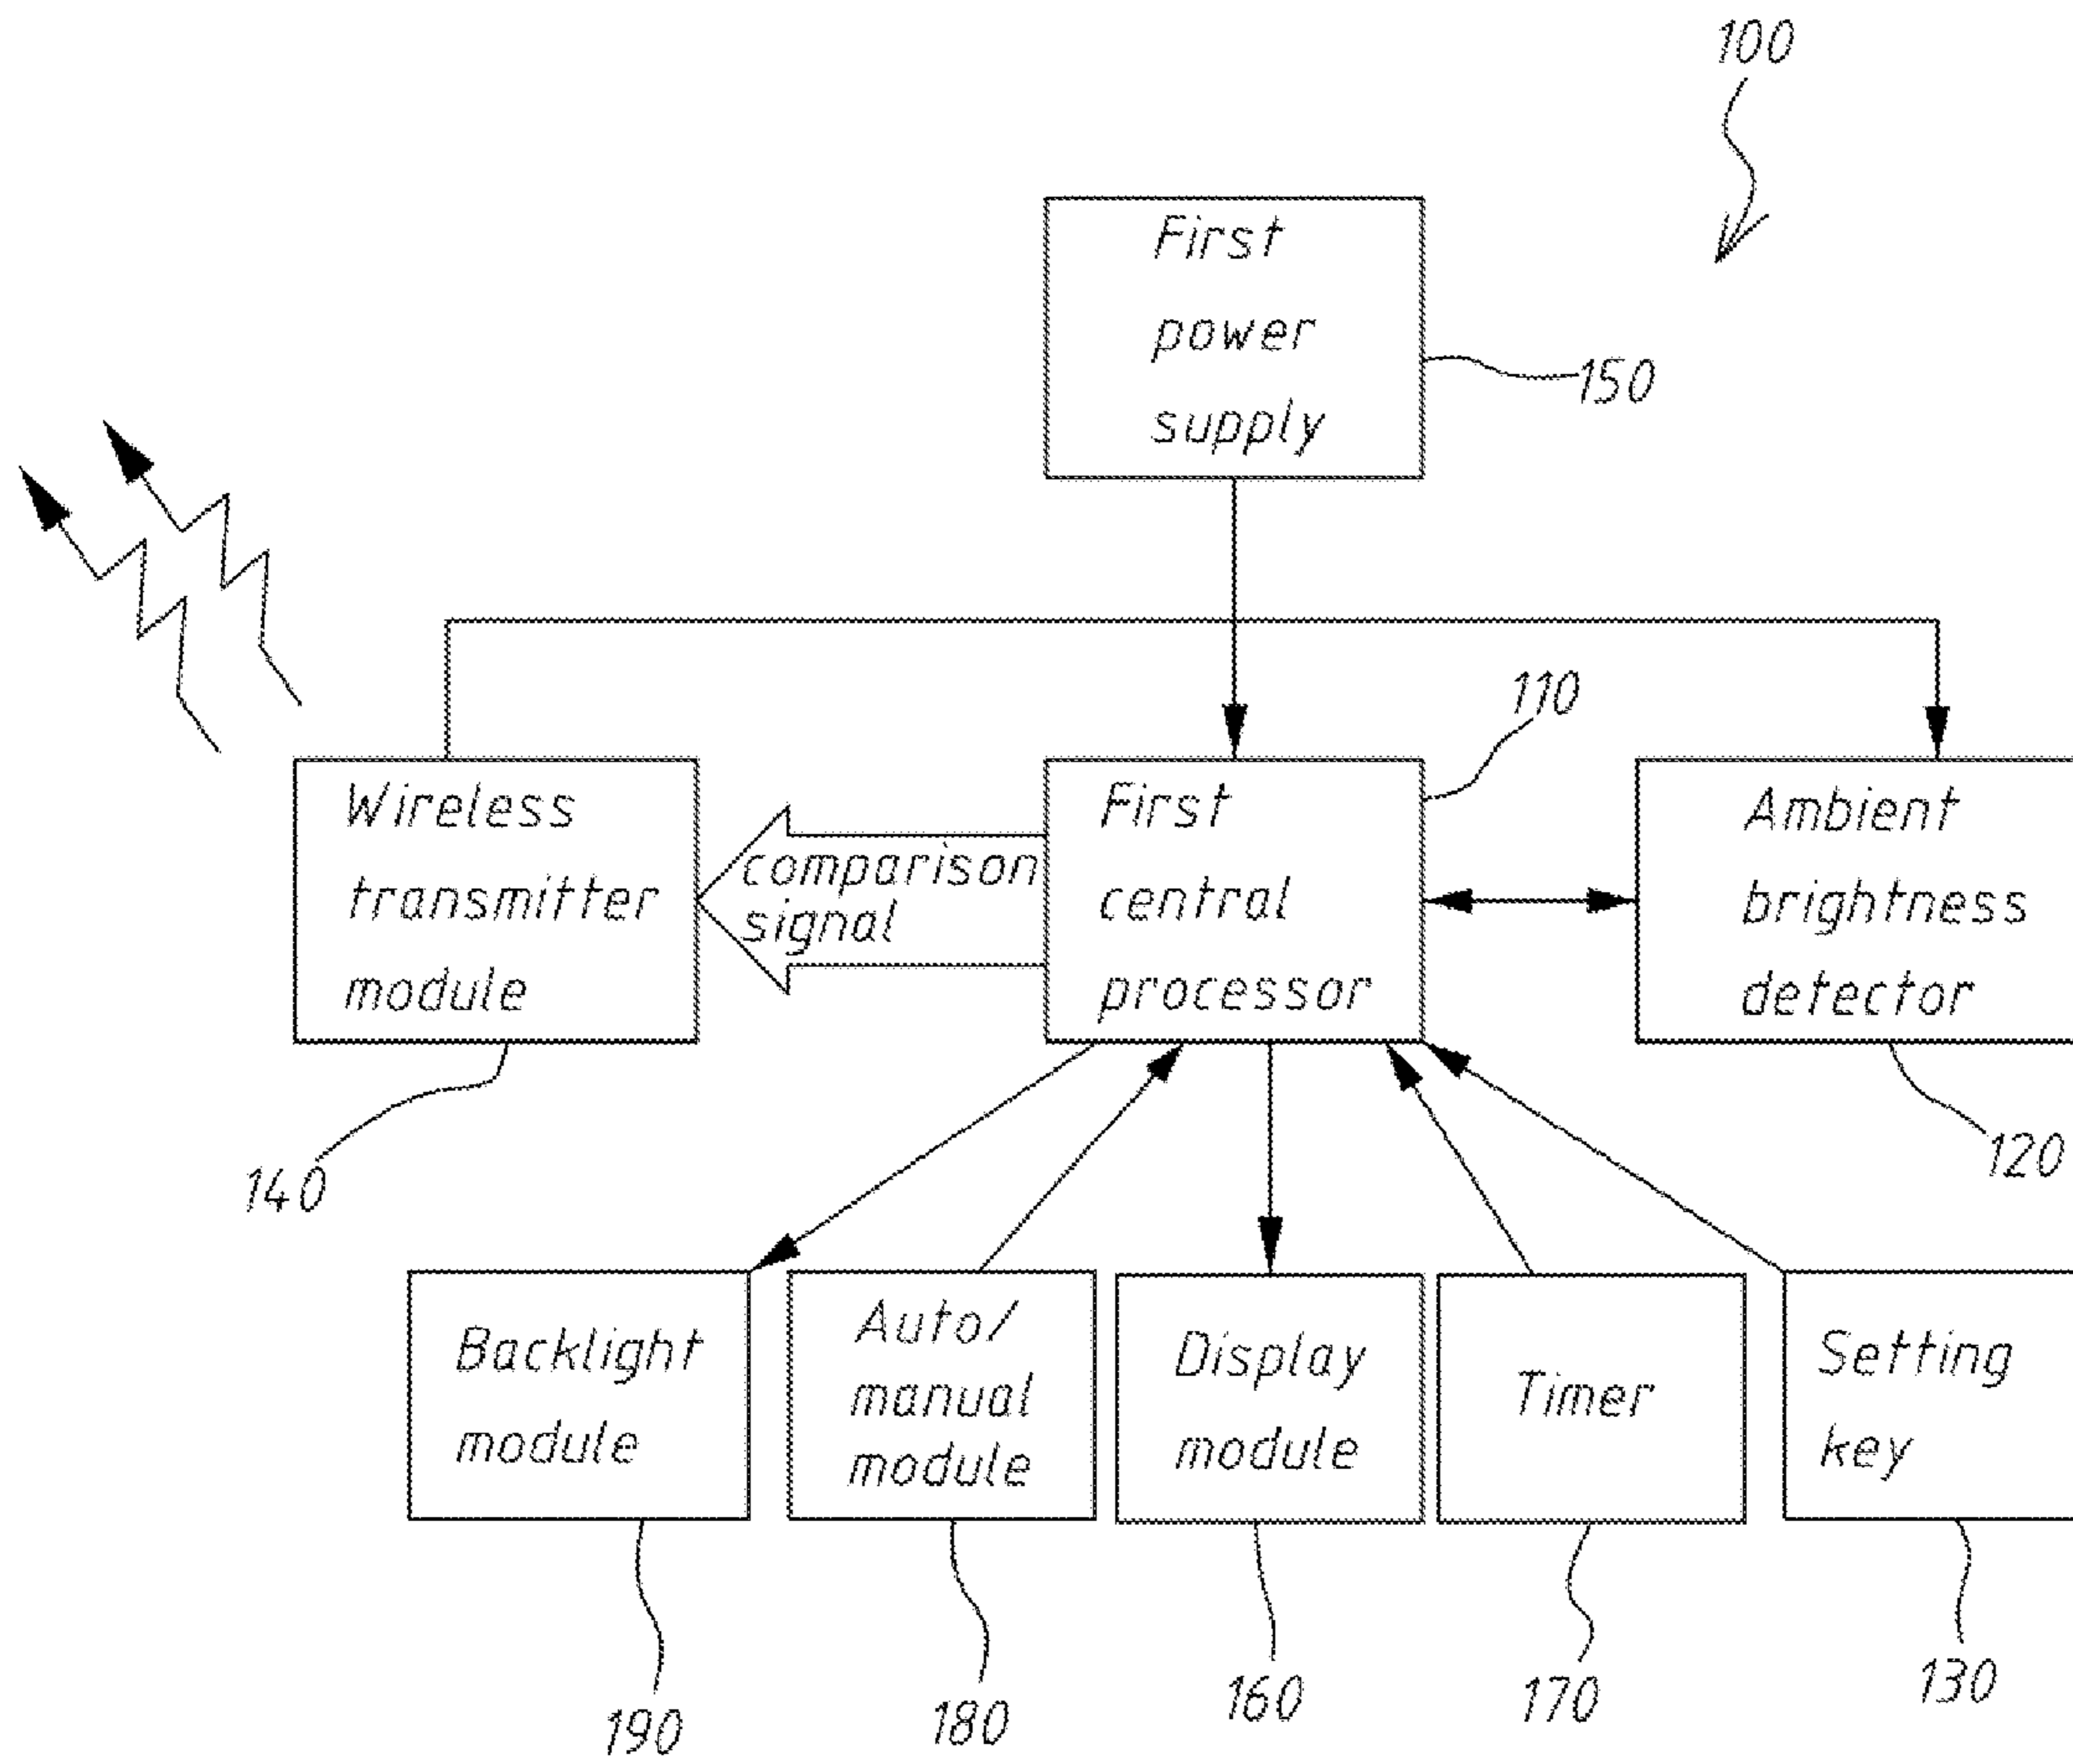 100
First
power
supply
150
110
Wireless
transmitter
module
comparison
signal
First
central
processor
Ambient
brightness
detector
140
120
Backlight
module
Auto/
manual
module
Display
module
Timer
Setting
key
190
180
160
170
130